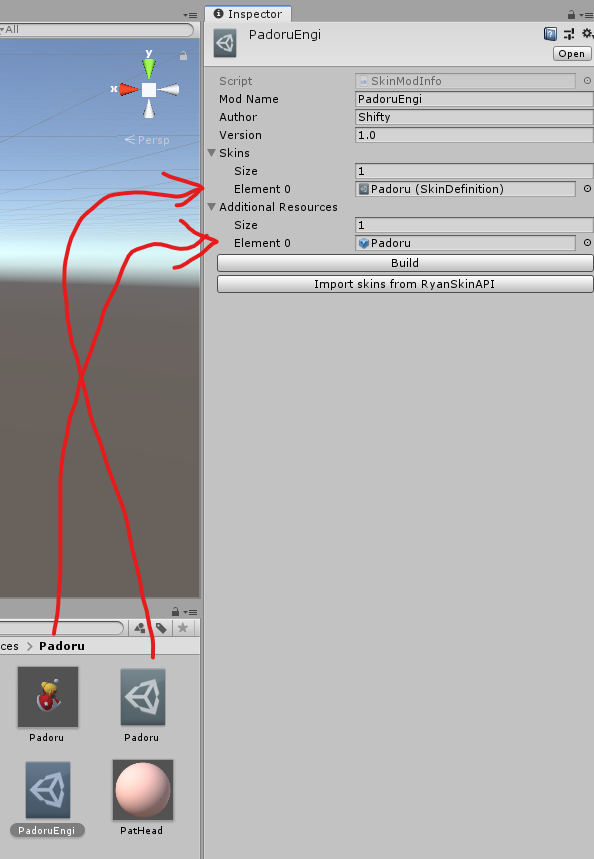 Inspector
All
PadoruEngi
Open
y
x
Persp
Script SkinModInfo
Mod Name PadoruEngi
Author Shifty
Version 1.0
Skins
Size 1
Element 0 Padoru (SkinDefinition)
Additional Resources
Size 1
Element 0 Padoru
Build
Import skins from RyanSkinAPI
ces > Padoru
Padoru Padoru
PadoruEngi PatHead